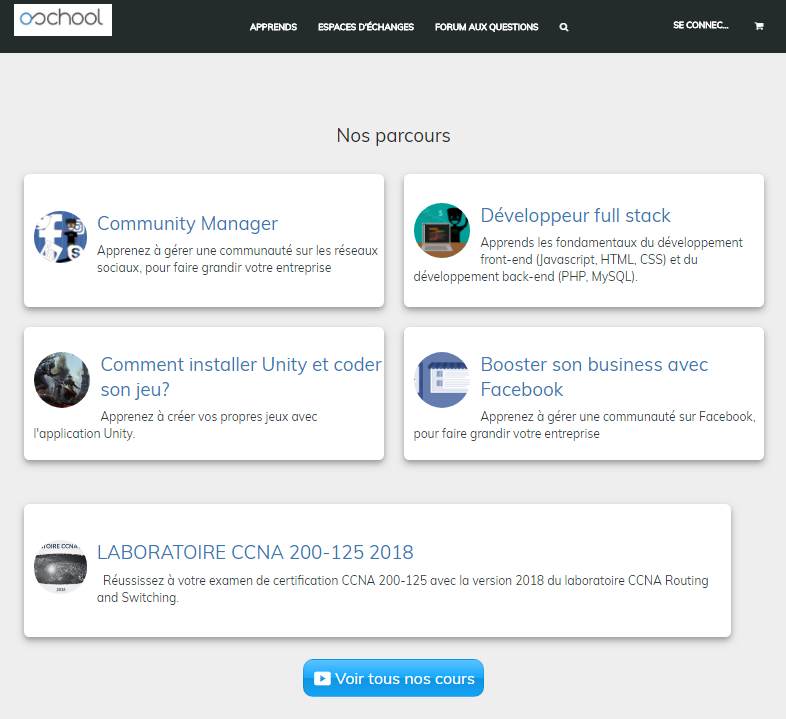 ooschool
APPRENDS
ESPACES D'ÉCHANGES
FORUM AUX QUESTIONS
SE CONNEC...
Nos parcours
Community Manager
Apprenez à gérer une communauté sur les réseaux
sociaux, pour faire grandir votre entreprise
Développeur full stack
Apprends les fondamentaux du développement
front-end (Javascript, HTML, CSS) et du
développement back-end (PHP, MySQL).
Comment installer Unity et coder
son jeu?
Apprenez à créer vos propres jeux avec
l'application Unity.
Booster son business avec
Facebook
Apprenez à gérer une communauté sur Facebook,
pour faire grandir votre entreprise
LABORATOIRE CCNA 200-125 2018
Réussissez à votre examen de certification CCNA 200-125 avec la version 2018 du laboratoire CCNA Routing
and Switching.
2018
Voir tous nos cours